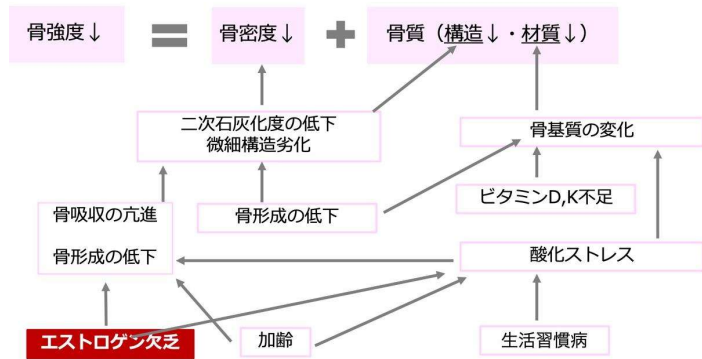 骨強度↓ = 骨密度↓ + 骨質（構造↓・材質↓）
二次石灰化度の低下
微細構造劣化
骨基質の変化
骨吸収の亢進
骨形成の低下
骨形成の低下
ビタミンD,K不足
酸化ストレス
エストロゲン欠乏
加齢
生活習慣病